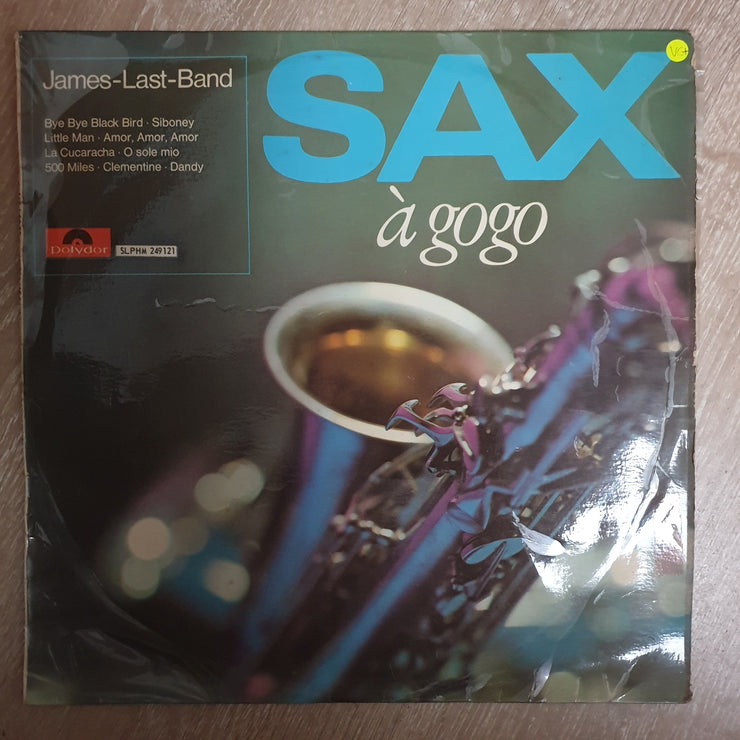 James-Last-Band
Bye Bye Black Bird · Siboney
Little Man · Amor, Amor, Amor
La Cucaracha · O sole mio
500 Miles · Clementine · Dandy
Polydor
SLPHM 249121
SAX
à gogo
VG+